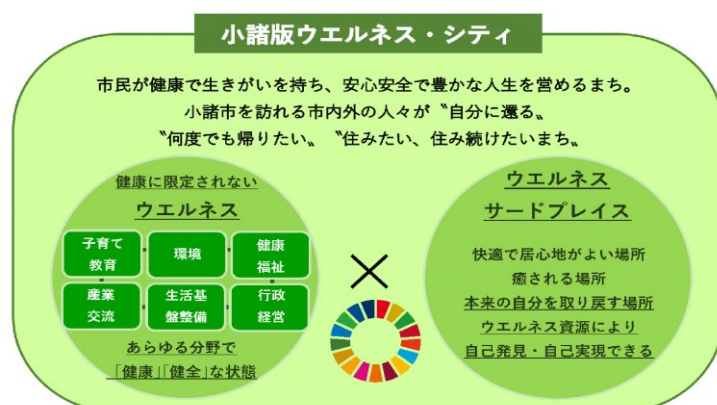 小諸版ウエルネス・シティ
市民が健康で生きがいを持ち、安心安全で豊かな人生を営めるまち。
小諸市を訪れる市内外の人々が〝自分に還る〟
〝何度でも帰りたい〟〝住みたい、住み続けたいまち〟
健康に限定されない
ウエルネス
子育て
教育
環境
健康
福祉
産業
交流
生活基
盤整備
行政
経営
あらゆる分野で
「健康」「健全」な状態
ウエルネス
サードプレイス
快適で居心地がよい場所
癒される場所
本来の自分を取り戻す場所
ウエルネス資源により
自己発見・自己実現できる